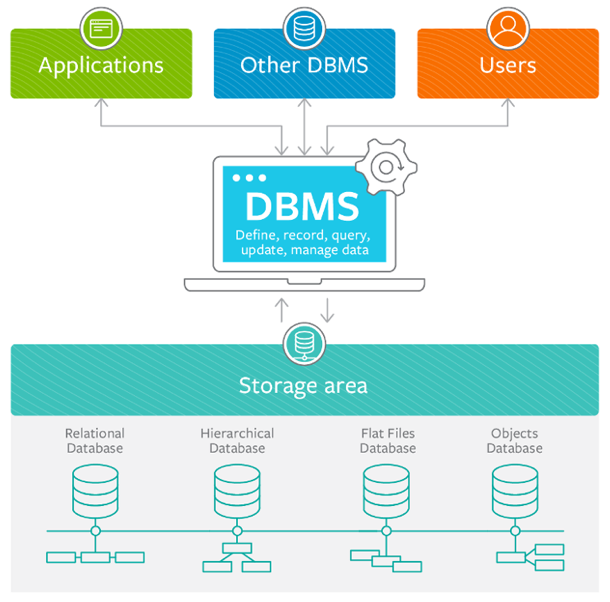 Applications
Other DBMS
Users
DBMS
Define, record, query,
update, manage data
Storage area
Relational
Database
Hierarchical
Database
Flat Files
Database
Objects
Database